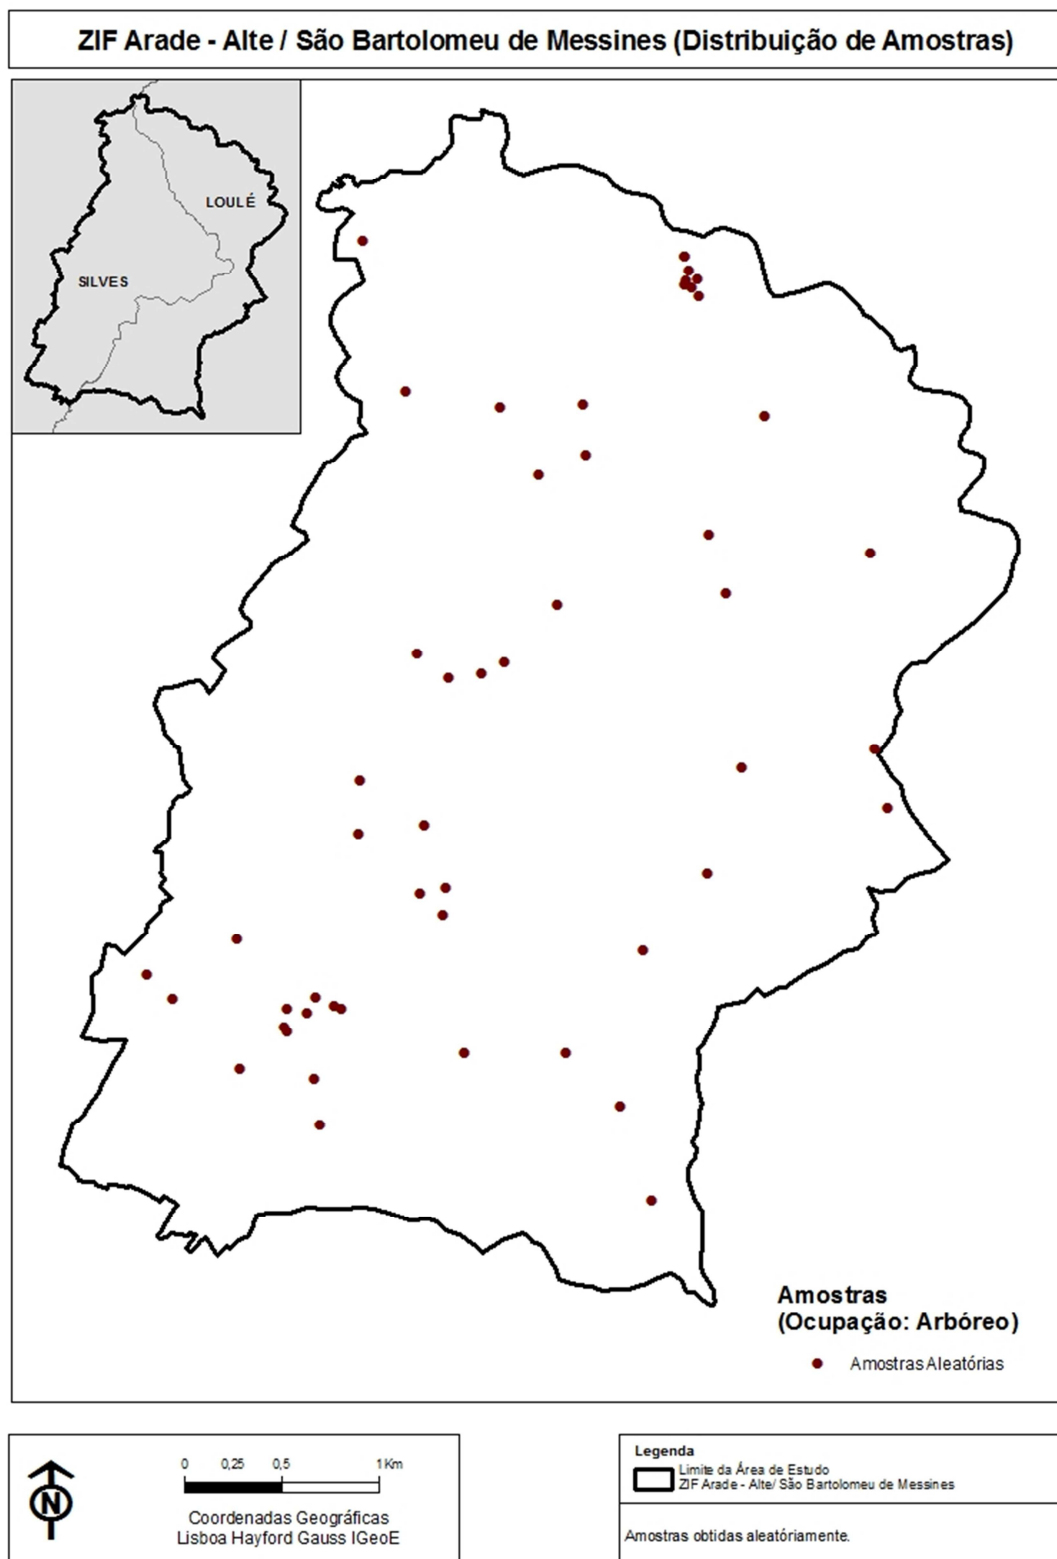 ZIF Arade - Alte / São Bartolomeu de Messines (Distribuição de Amostras)
LOULÉ
SILVES
Amostras
(Ocupação: Arbóreo)
Amostras Aleatórias
N
0 0,25 0,5 1 Km
Coordenadas Geográficas
Lisboa Hayford Gauss IGeoE
Legenda
Limite da Área de Estudo
ZIF Arade - Alte/ São Bartolomeu de Messines
Amostras obtidas aleatóriamente.